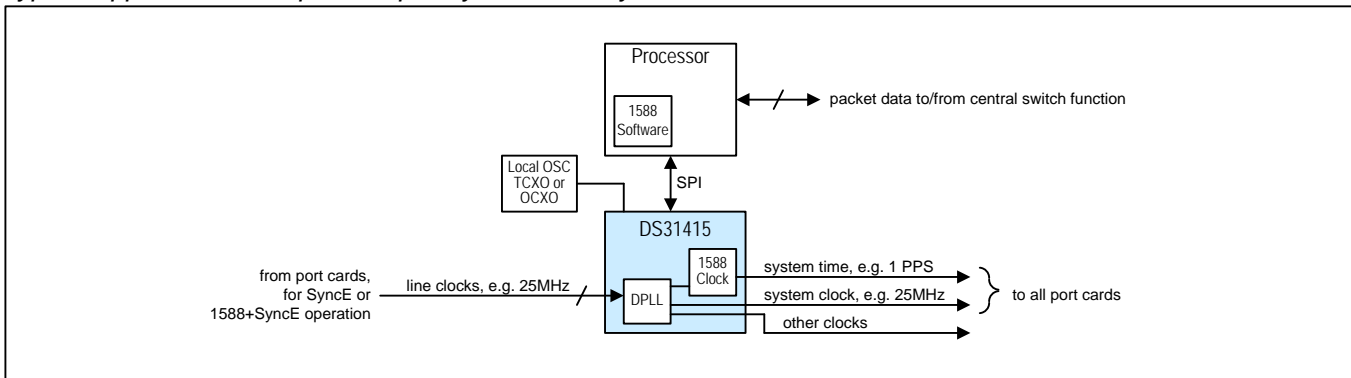 Processor
1588
Software
packet data to/from central switch function
Local OSC
TCXO or
OCXO
SPI
DS31415
1588
Clock
DPLL
from port cards,
for SyncE or
1588+SyncE operation
line clocks, e.g. 25MHz
system time, e.g. 1 PPS
system clock, e.g. 25MHz
other clocks
to all port cards